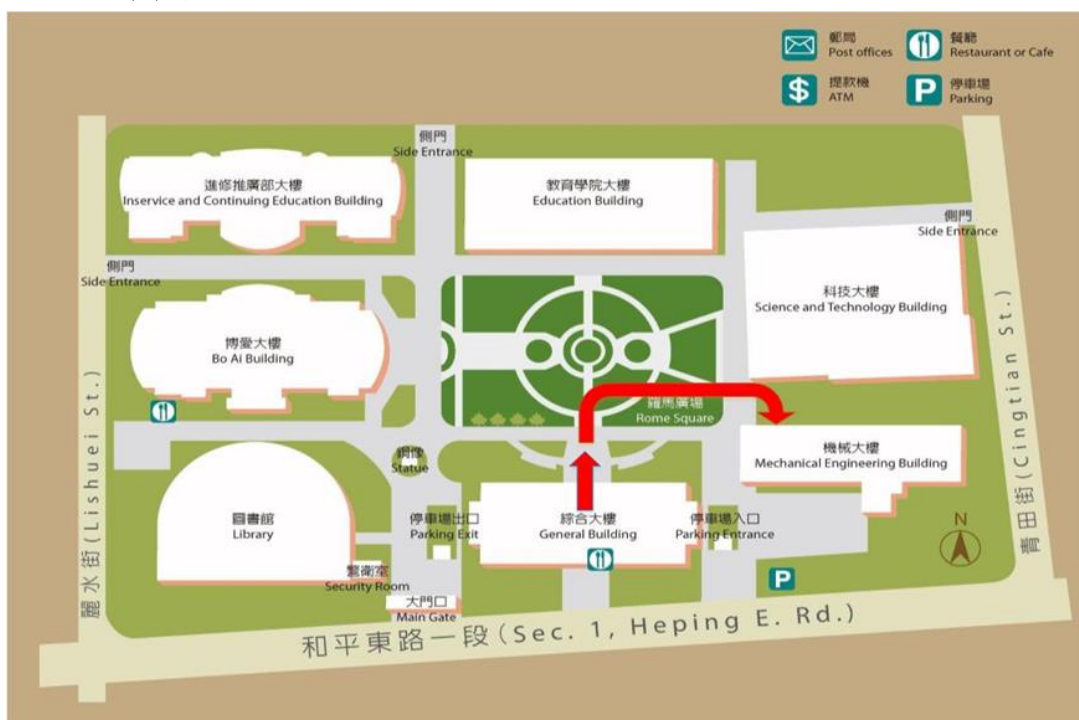 郵局
Post offices
餐廳
Restaurant or Cafe
提款機
ATM
停車場
Parking
側門
Side Entrance
進修推廣部大樓
Inservice and Continuing Education Building
教育學院大樓
Education Building
側門
Side Entrance
側門
Side Entrance
科技大樓
Science and Technology Building
博愛大樓
Bo Ai Building
羅馬廣場
Rome Square
銅像
Statue
機械大樓
Mechanical Engineering Building
圖書館
Library
停車場出口
Parking Exit
綜合大樓
General Building
停車場入口
Parking Entrance
N
警衛室
Security Room
P
大門口
Main Gate
麗水街(Lishuei St.)
青田街(Cingtian St.)
和平東路一段(Sec. 1, Heping E. Rd.)